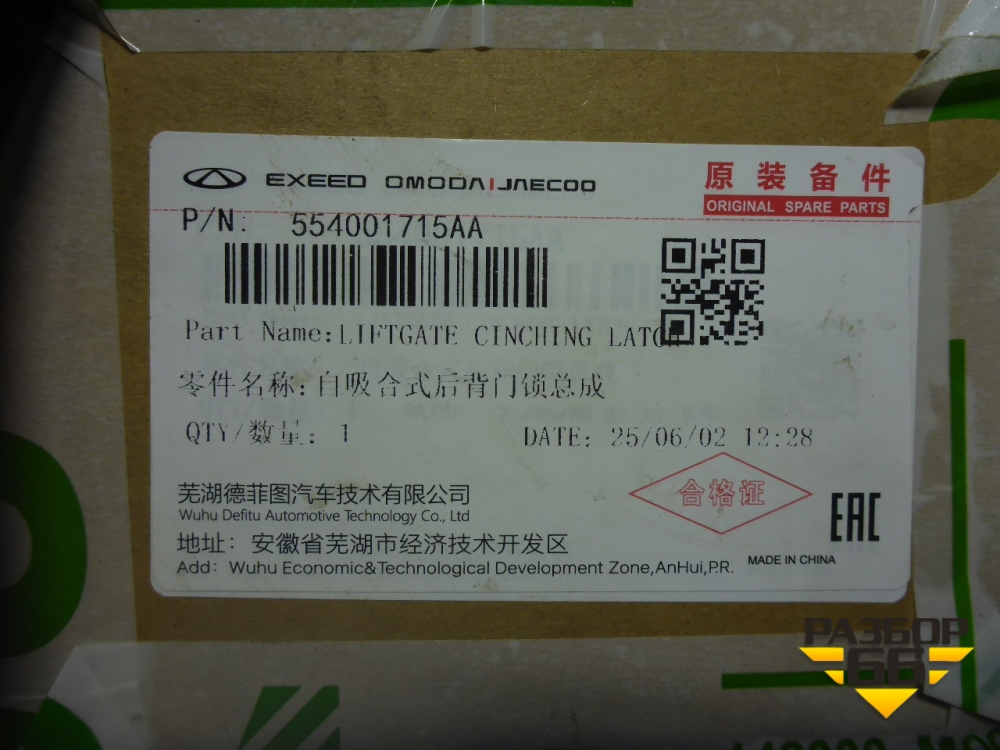 EXEED OMODA|JAECOO
原装备件
ORIGINAL SPARE PARTS
P/N: 554001715AA
Part Name:LIFTGATE CINCHING LATCH
零件名称:自吸合式后背门锁总成
QTY/数量: 1
DATE: 25/06/02 12:28
合格证
EAC
芜湖德菲图汽车技术有限公司
Wuhu Defitu Automotive Technology Co., Ltd
地址: 安徽省芜湖市经济技术开发区
Add: Wuhu Economic&Technological Development Zone,AnHui,P.R.
MADE IN CHINA
РАЗБОР
66